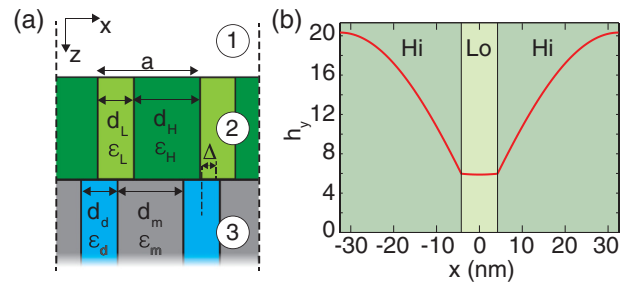 (a)
x
z
1
a
d_L
ε_L
d_H
ε_H
2
Δ
d_d
ε_d
d_m
ε_m
3
(b)
20
16
12
8
4
0
h_y
Hi Lo Hi
-30 -20 -10 0 10 20 30
x (nm)